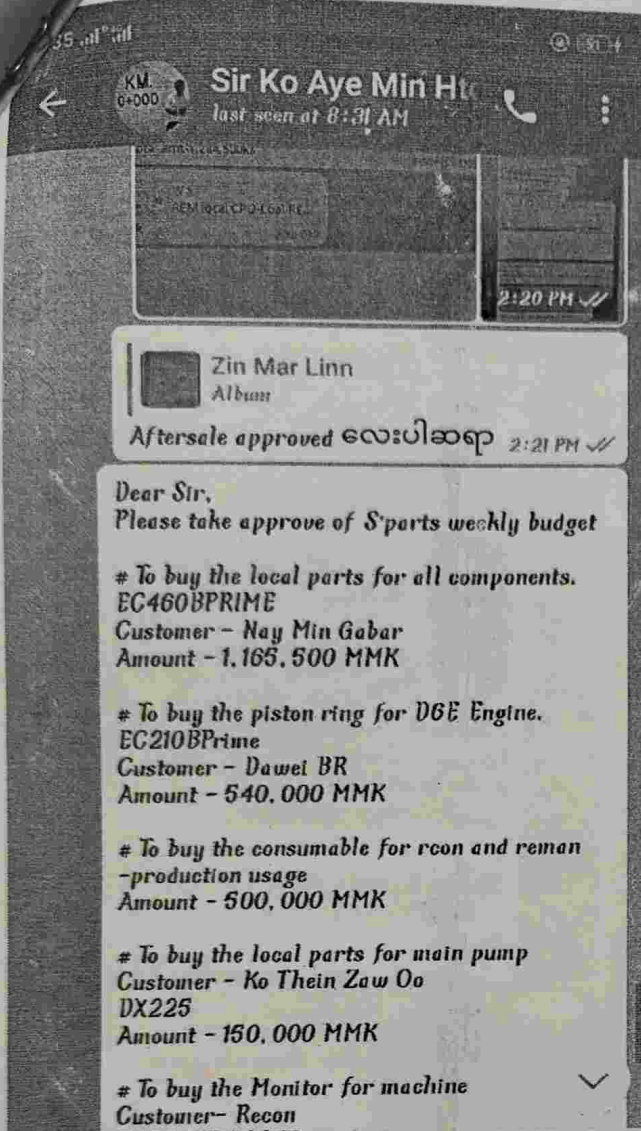 35
51
KM.
0+000
Sir Ko Aye Min Ht
last seen at 8:31 AM
2:20 PM
Zin Mar Linn
Album
Aftersale approved လေးပါဆရာ 2:21 PM
Dear Sir,
Please take approve of S'parts weekly budget
# To buy the local parts for all components.
EC460BPRIME
Customer - Nay Min Gabar
Amount - 1,165,500 MMK
# To buy the piston ring for D6E Engine.
EC210BPrime
Customer - Dawei BR
Amount - 540,000 MMK
# To buy the consumable for rcon and reman
-production usage
Amount - 500,000 MMK
# To buy the local parts for main pump
Customer - Ko Thein Zaw Oo
DX225
Amount - 150,000 MMK
# To buy the Monitor for machine
Customer- Recon